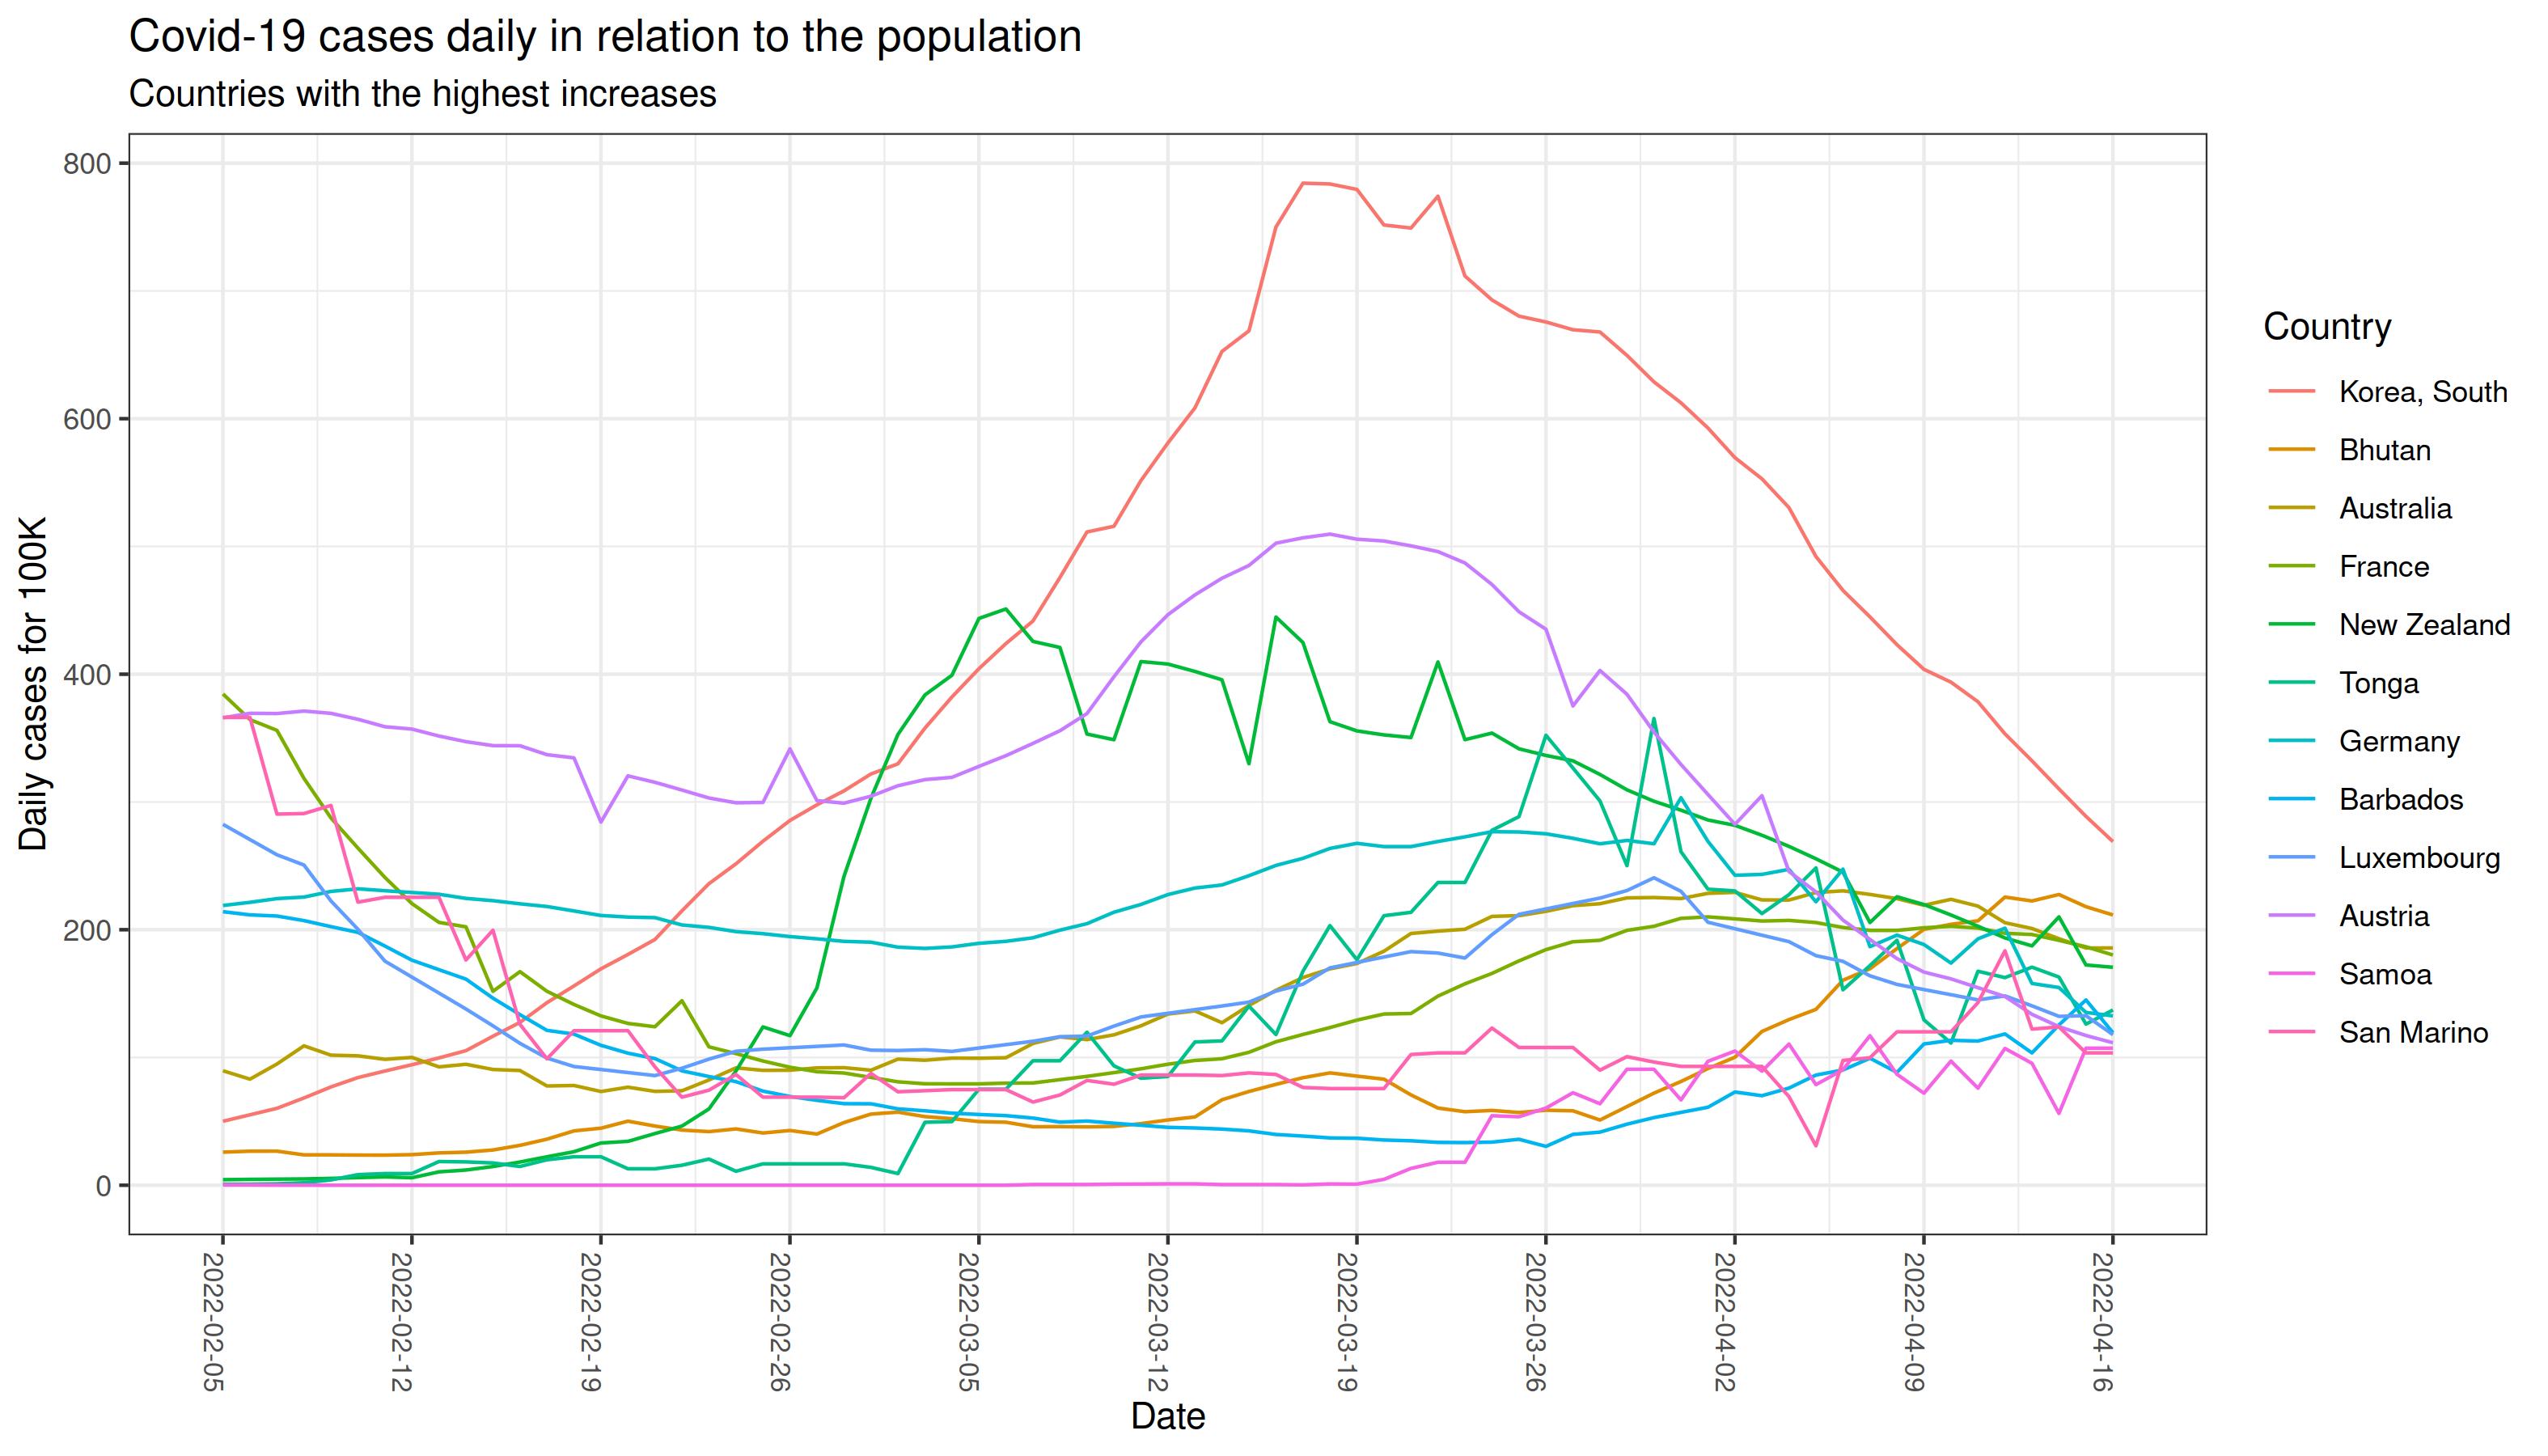 Covid-19 cases daily in relation to the population
Countries with the highest increases
Daily cases for 100K
800
600
400
200
0
2022-02-05
2022-02-12
2022-02-19
2022-02-26
2022-03-05
2022-03-12
2022-03-19
2022-03-26
2022-04-02
2022-04-09
2022-04-16
Date
Country
Korea, South
Bhutan
Australia
France
New Zealand
Tonga
Germany
Barbados
Luxembourg
Austria
Samoa
San Marino